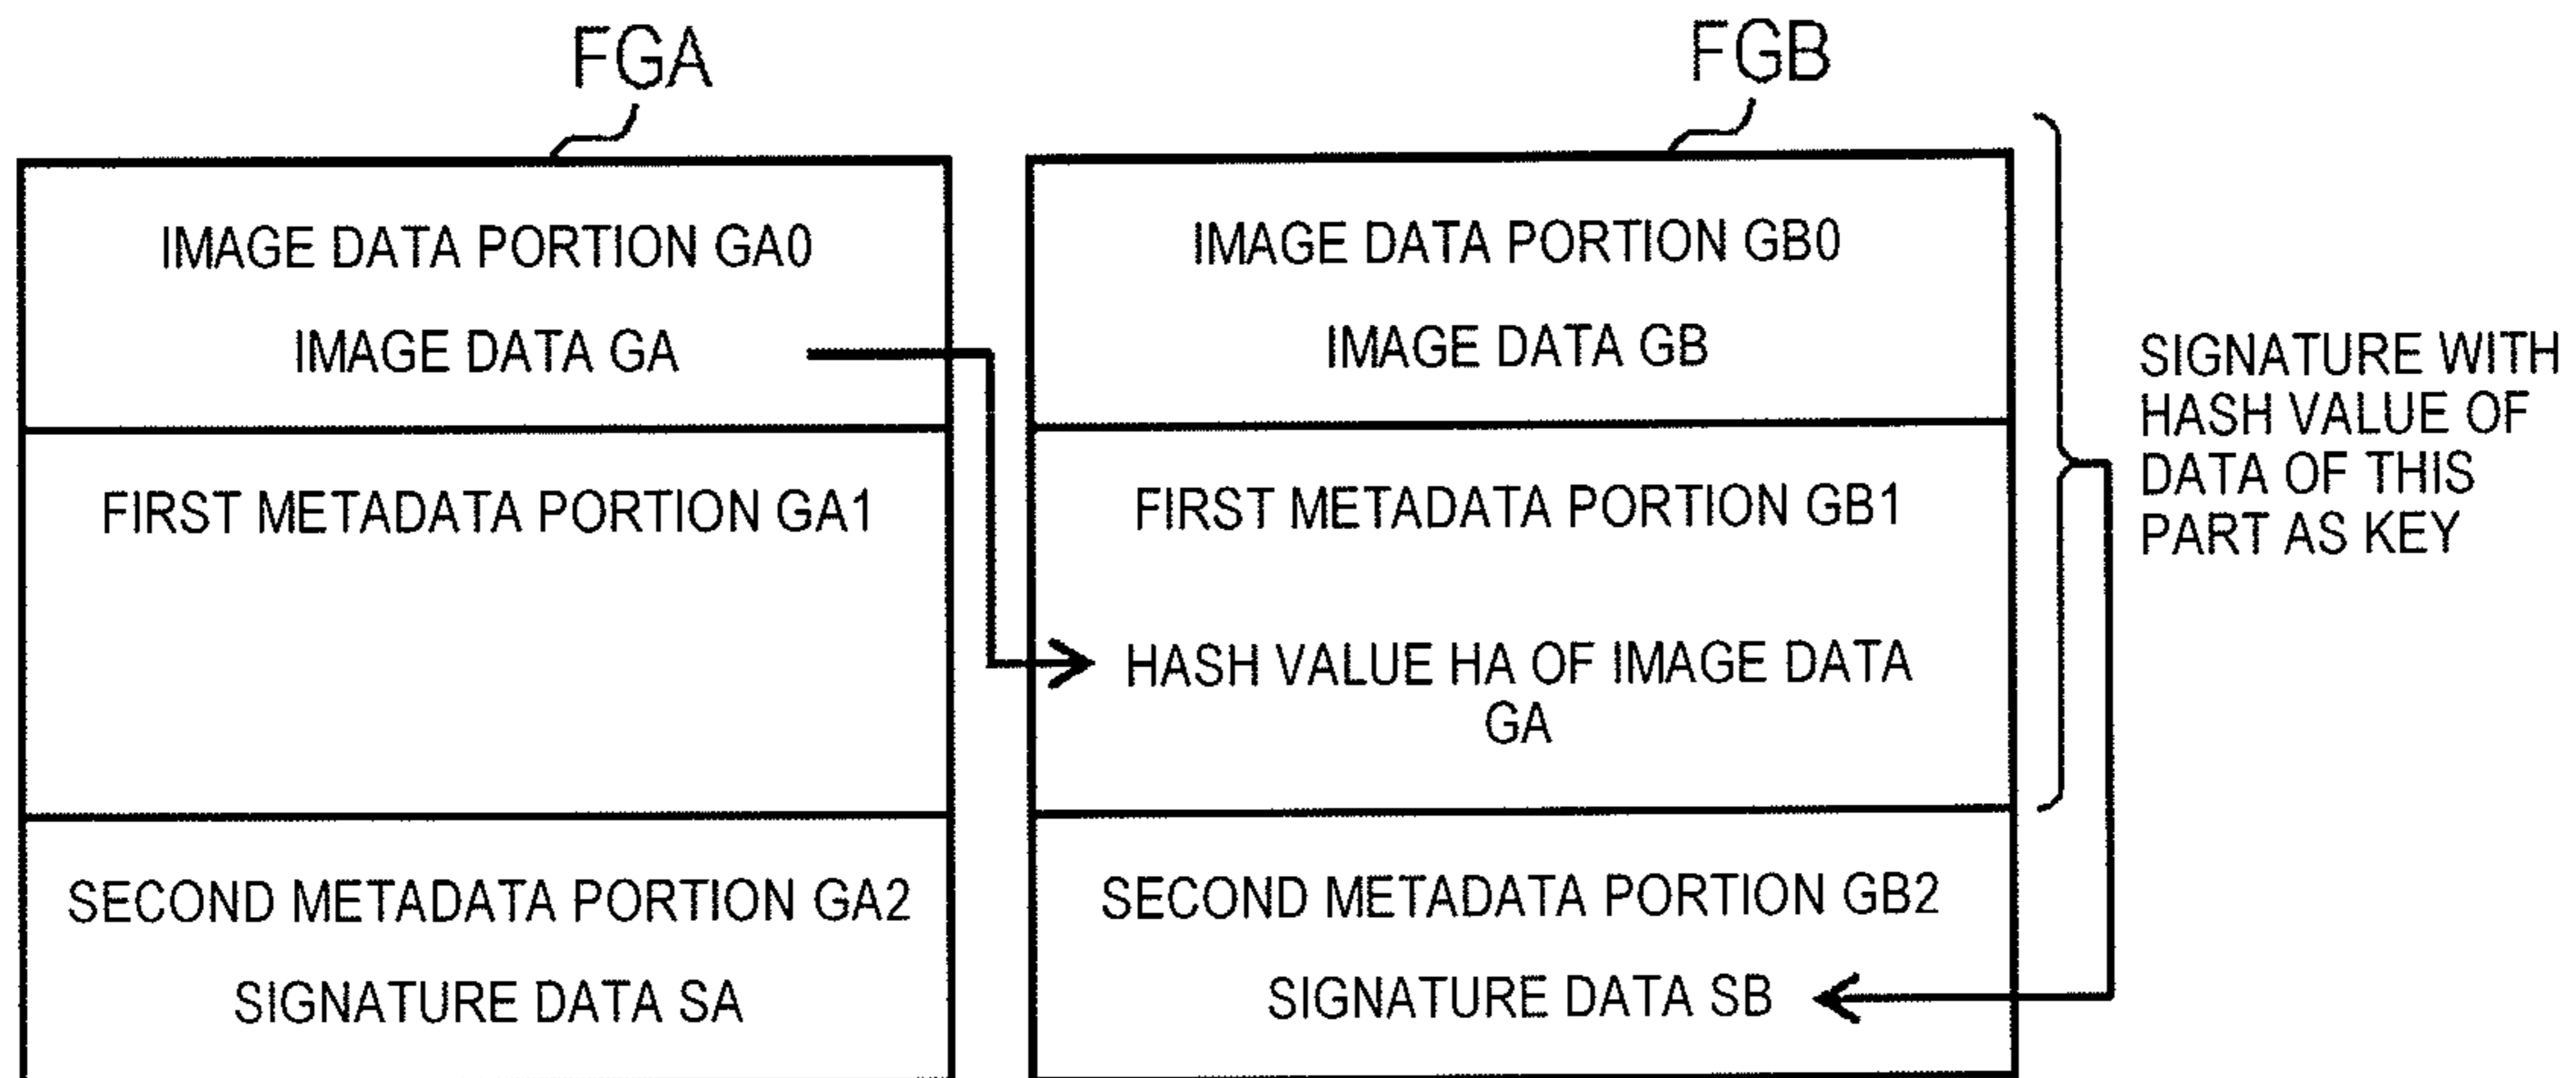 FGA
IMAGE DATA PORTION GA0
IMAGE DATA GA
FIRST METADATA PORTION GA1
SECOND METADATA PORTION GA2
SIGNATURE DATA SA
FGB
IMAGE DATA PORTION GB0
IMAGE DATA GB
FIRST METADATA PORTION GB1
HASH VALUE HA OF IMAGE DATA
GA
SECOND METADATA PORTION GB2
SIGNATURE DATA SB
SIGNATURE WITH
HASH VALUE OF
DATA OF THIS
PART AS KEY